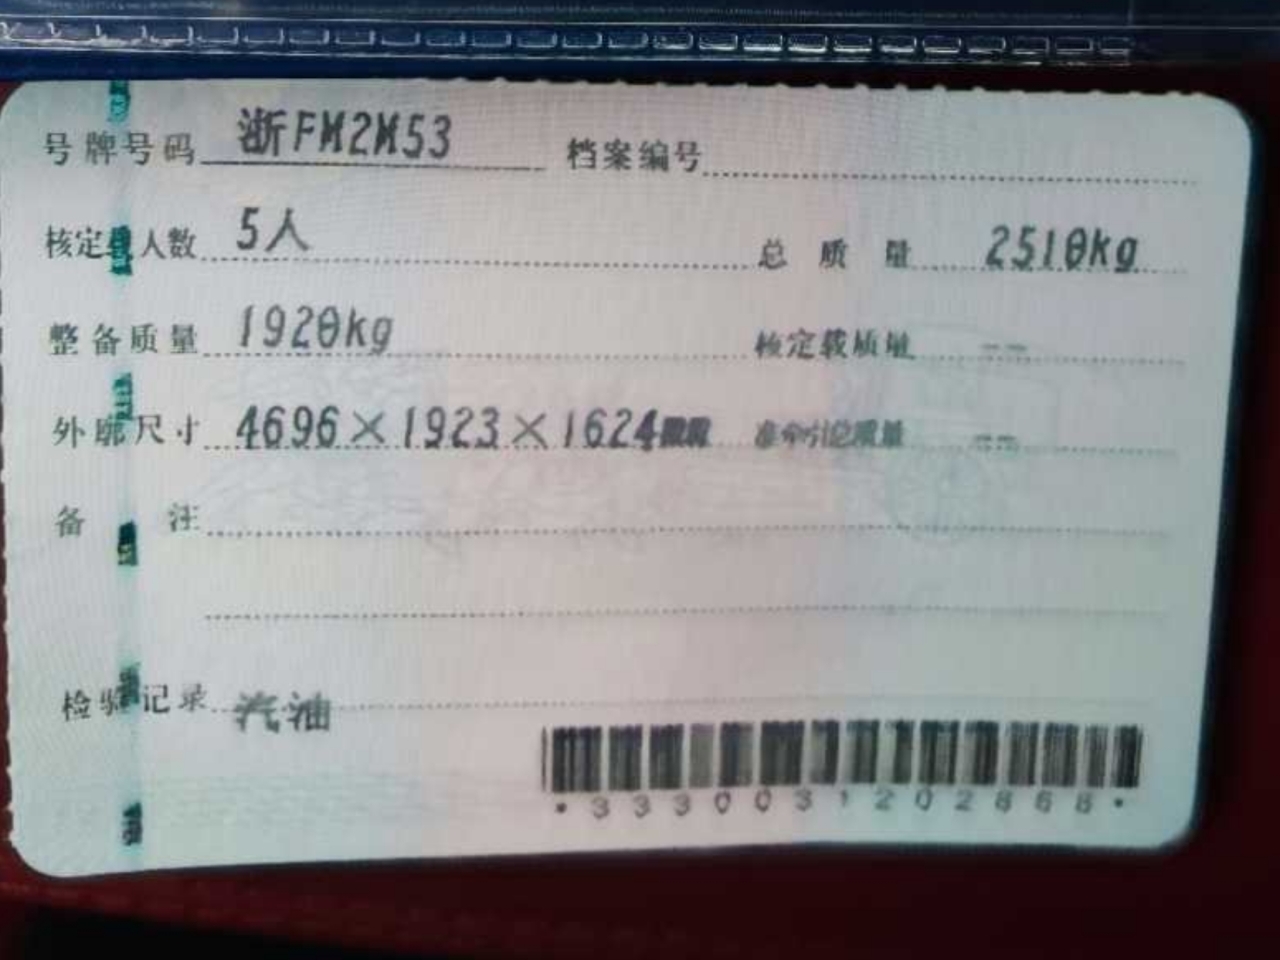 号牌号码 浙FM2M53 档案编号
核定载人数 5人 总质量 2510kg
整备质量 1920kg 核定载质量 --
外廓尺寸 4696×1923×1624mm 准牵引总质量 --
备注
检验记录 汽油
*3330031202868*